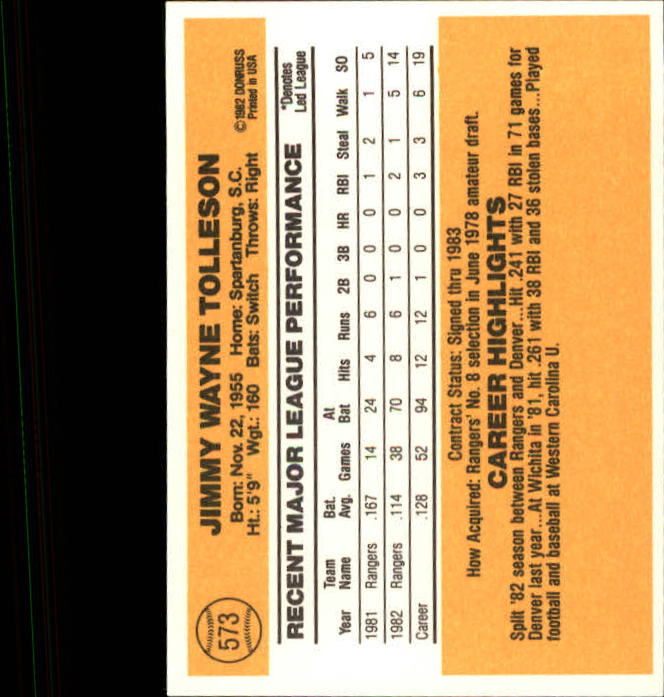 573
JIMMY WAYNE TOLLESON
Born: Nov. 22, 1955 Home: Spartanburg, S.C.
Ht.: 5'9" Wgt.: 160 Bats: Switch Throws: Right
©1982 DONRUSS
Printed in USA
RECENT MAJOR LEAGUE PERFORMANCE
*Denotes
Led League
Team Bat. At
Year Name Avg. Games Bat Hits Runs 2B 3B HR RBI Steal Walk SO
1981 Rangers .167 14 24 4 6 0 0 0 1 2 1 5
1982 Rangers .114 38 70 8 6 1 0 0 2 1 5 14
Career .128 52 94 12 12 1 0 0 3 3 6 19
Contract Status: Signed thru 1983
How Acquired: Rangers' No. 8 selection in June 1978 amateur draft.
CAREER HIGHLIGHTS
Split '82 season between Rangers and Denver...Hit .241 with 27 RBI in 71 games for
Denver last year...At Wichita in '81, hit .261 with 38 RBI and 36 stolen bases...Played
football and baseball at Western Carolina U.